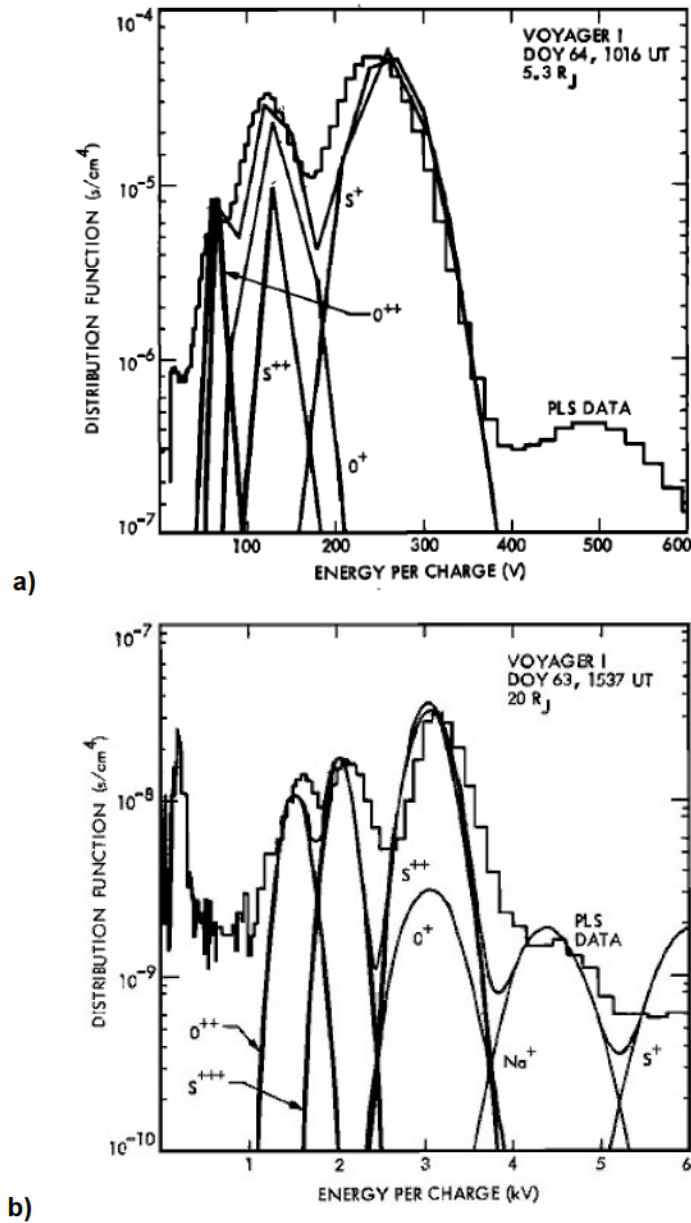 10⁻⁴
VOYAGER I
DOY 64, 1016 UT
5.3 R_J
10⁻⁵
DISTRIBUTION FUNCTION (s/cm⁴)
S⁺
O⁺⁺
10⁻⁶
S⁺⁺
PLS DATA
O⁺
10⁻⁷
100 200 300 400 500 600
ENERGY PER CHARGE (V)
a)
10⁻⁷
VOYAGER I
DOY 63, 1537 UT
20 R_J
10⁻⁸
DISTRIBUTION FUNCTION (s/cm⁴)
S⁺⁺
O⁺
PLS
DATA
10⁻⁹
O⁺⁺
Na⁺
S⁺
S⁺⁺⁺
10⁻¹⁰
1 2 3 4 5 6
ENERGY PER CHARGE (kV)
b)